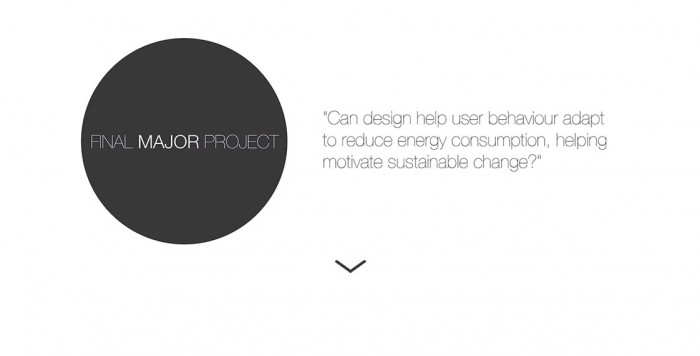 FINAL MAJOR PROJECT
"Can design help user behaviour adapt
to reduce energy consumption, helping
motivate sustainable change?"